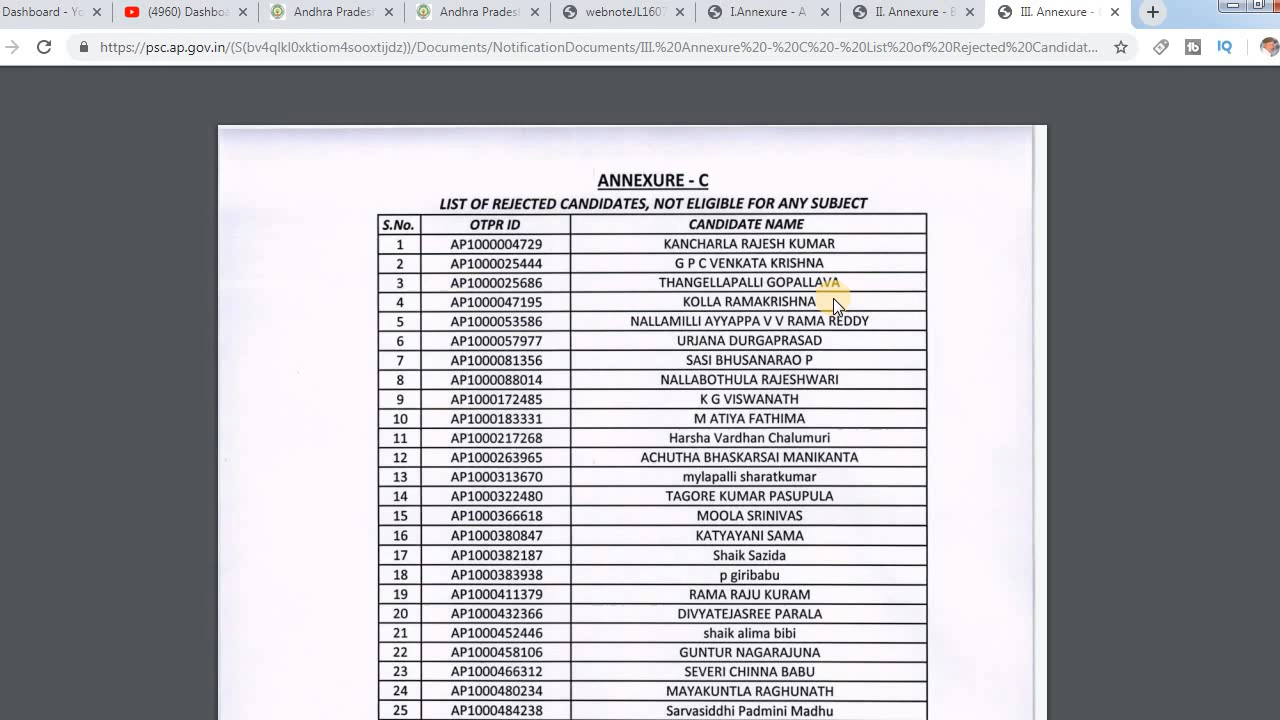 Dashboard - Yo
(4960) Dashboa
Andhra Pradesh
Andhra Pradesh
webnoteJL1607
I.Annexure - A
II. Annexure - B
III. Annexure - C
https://psc.ap.gov.in/(S(bv4qlkl0xktiom4sooxtijdz))/Documents/NotificationDocuments/III.%20Annexure%20-%20C%20-%20List%20of%20Rejected%20Candidat...
IQ
ANNEXURE - C
LIST OF REJECTED CANDIDATES, NOT ELIGIBLE FOR ANY SUBJECT
S.No. OTPR ID CANDIDATE NAME
1 AP1000004729 KANCHARLA RAJESH KUMAR
2 AP1000025444 G P C VENKATA KRISHNA
3 AP1000025686 THANGELLAPALLI GOPALLAVA
4 AP1000047195 KOLLA RAMAKRISHNA
5 AP1000053586 NALLAMILLI AYYAPPA V V RAMA REDDY
6 AP1000057977 URJANA DURGAPRASAD
7 AP1000081356 SASI BHUSANARAO P
8 AP1000088014 NALLABOTHULA RAJESHWARI
9 AP1000172485 K G VISWANATH
10 AP1000183331 M ATIYA FATHIMA
11 AP1000217268 Harsha Vardhan Chalumuri
12 AP1000263965 ACHUTHA BHASKARSAI MANIKANTA
13 AP1000313670 mylapalli sharatkumar
14 AP1000322480 TAGORE KUMAR PASUPULA
15 AP1000366618 MOOLA SRINIVAS
16 AP1000380847 KATYAYANI SAMA
17 AP1000382187 Shaik Sazida
18 AP1000383938 p giribabu
19 AP1000411379 RAMA RAJU KURAM
20 AP1000432366 DIVYATEJASREE PARALA
21 AP1000452446 shaik alima bibi
22 AP1000458106 GUNTUR NAGARAJUNA
23 AP1000466312 SEVERI CHINNA BABU
24 AP1000480234 MAYAKUNTLA RAGHUNATH
25 AP1000484238 Sarvasiddhi Padmini Madhu